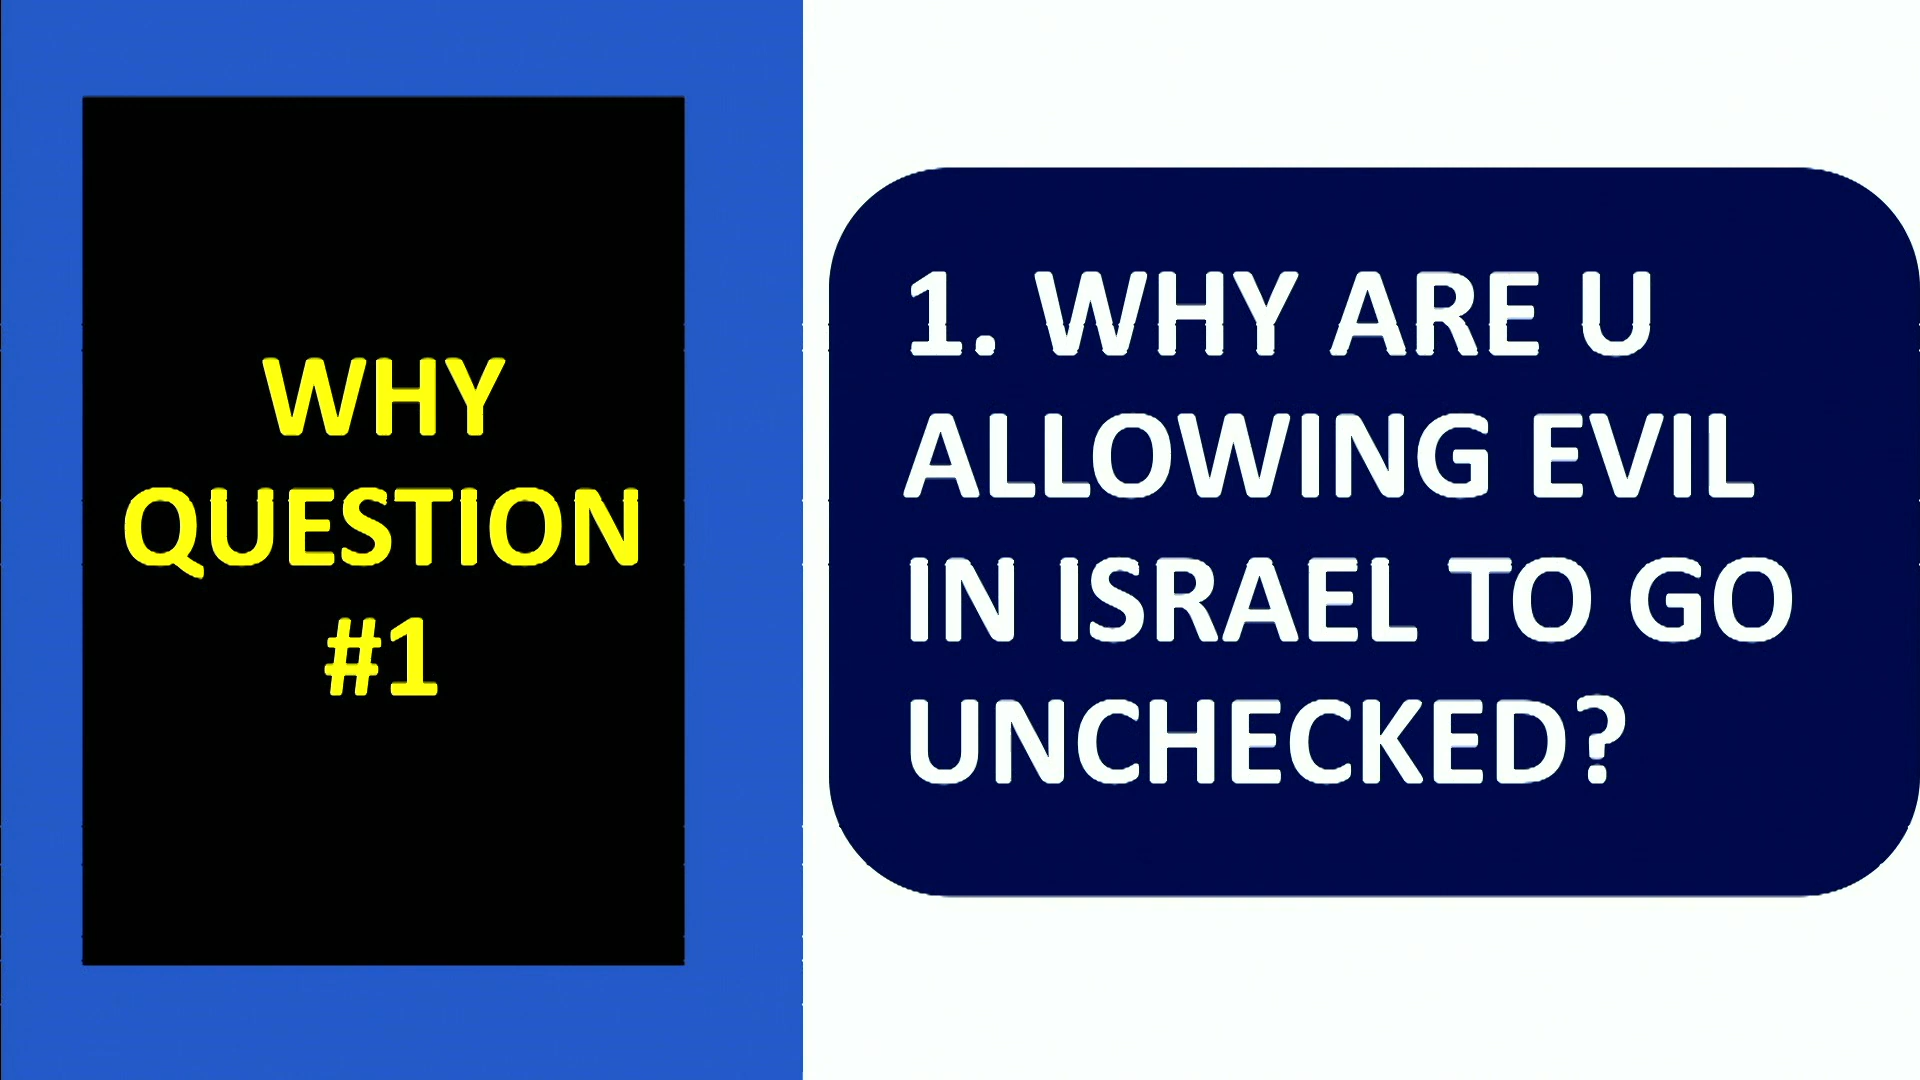 WHY
QUESTION
#1
1. WHY ARE U
ALLOWING EVIL
IN ISRAEL TO GO
UNCHECKED?